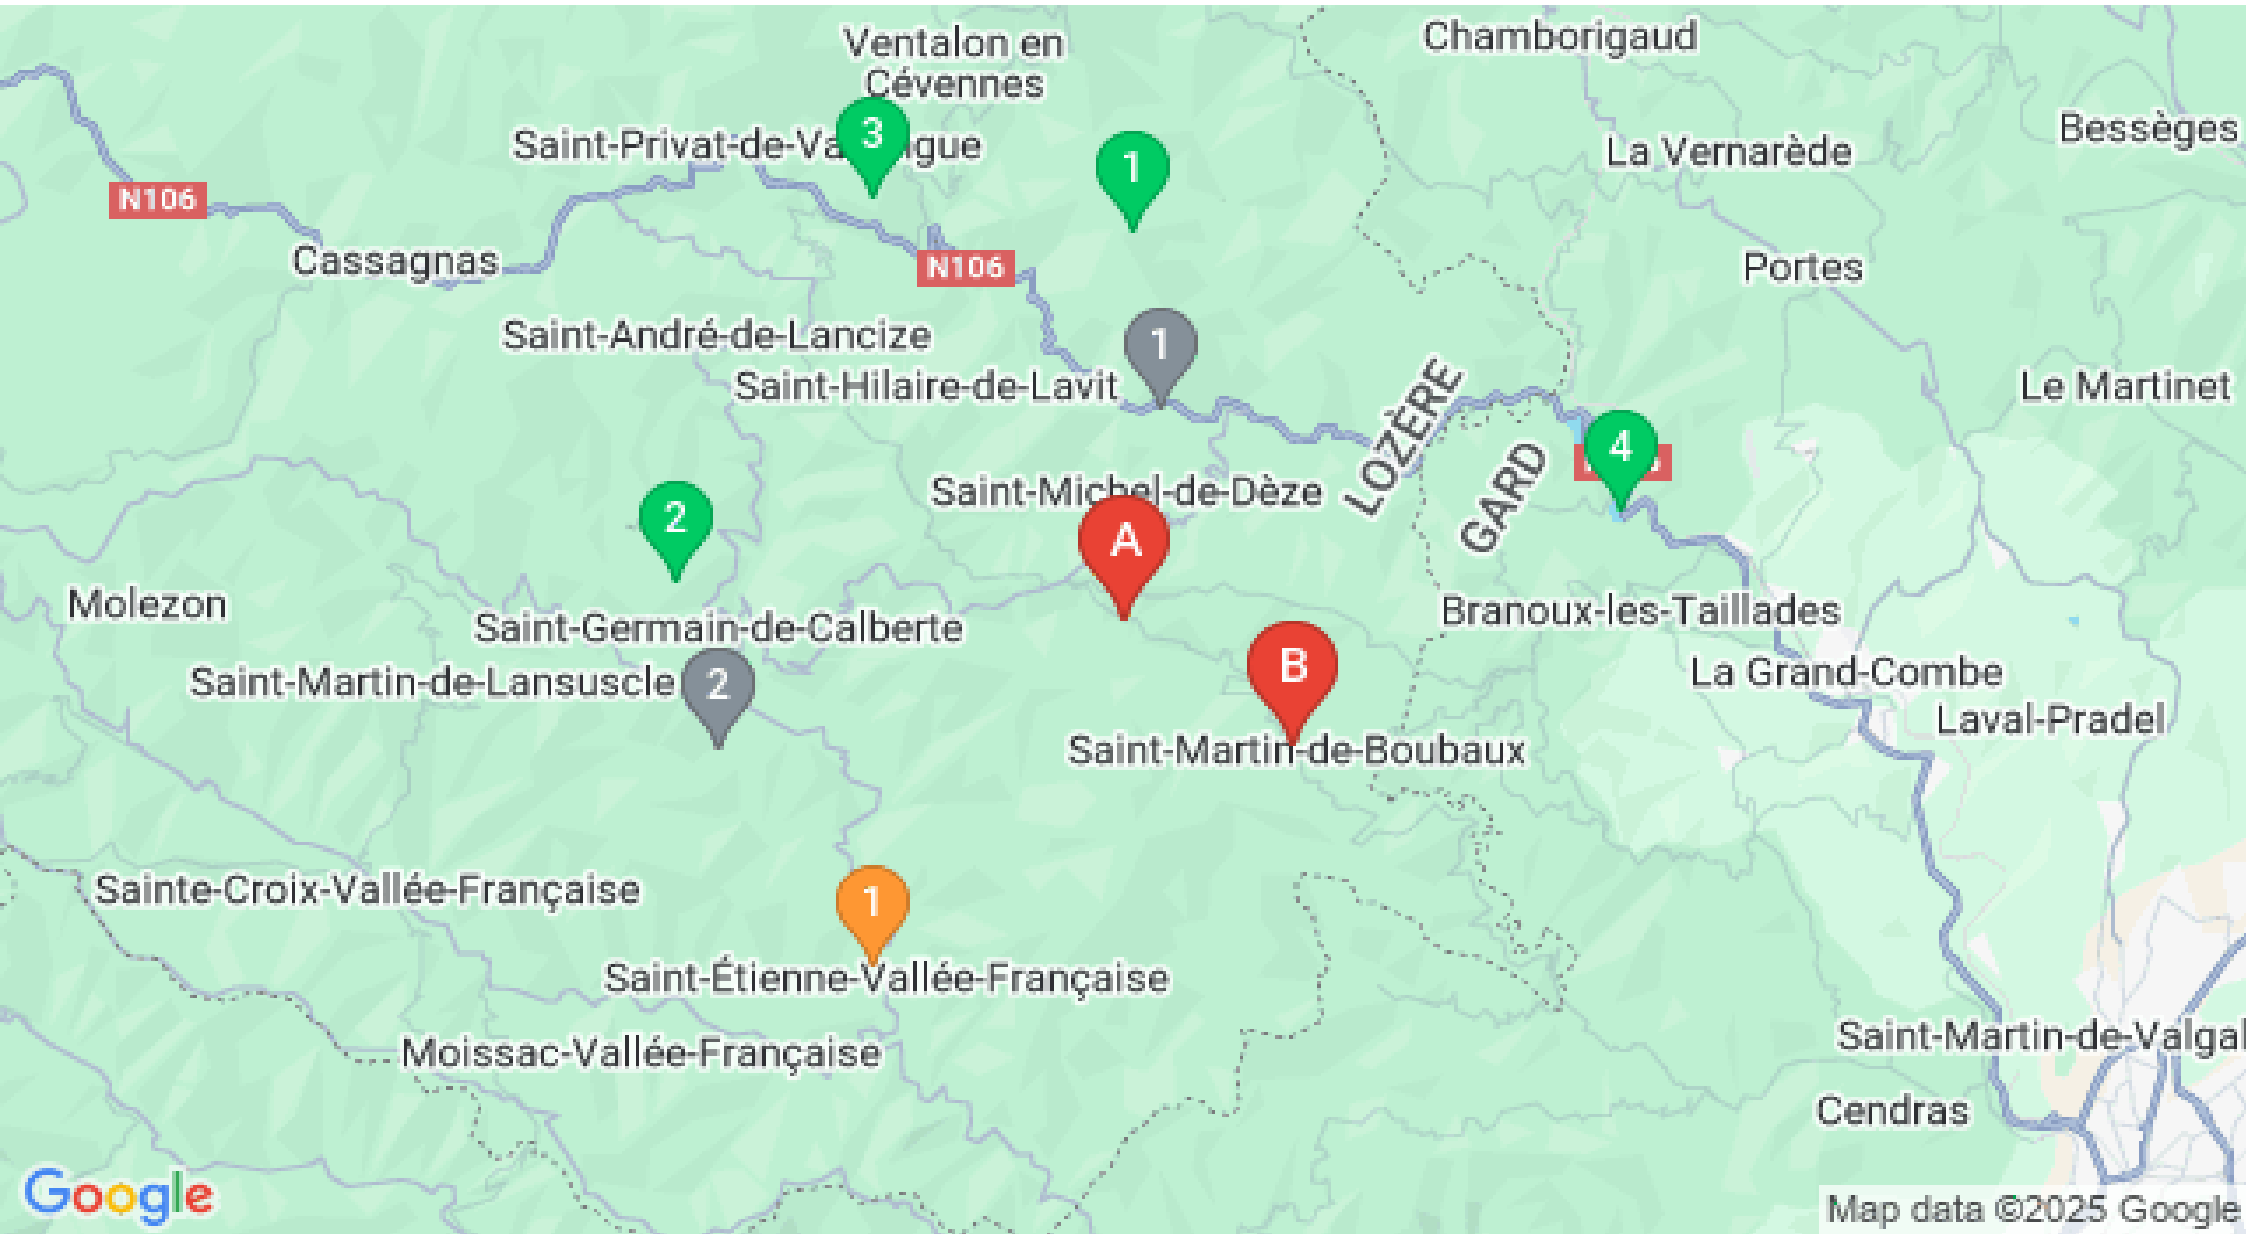 Ventalon en
Cévennes
Chamborigaud
Bessèges
3
Saint-Privat-de-Va
gue
1
La Vernarède
N106
Cassagnas
N106
Portes
Saint-André-de-Lancize
1
Saint-Hilaire-de-Lavit
LOZÈRE
Le Martinet
4
GARD
Saint-Michel-de-Dèze
2
A
Molezon
Saint-Germain-de-Calberte
Branoux-les-Taillades
B
Saint-Martin-de-Lansuscle
2
La Grand-Combe
Laval-Pradel
Saint-Martin-de-Boubaux
Sainte-Croix-Vallée-Française
1
Saint-Étienne-Vallée-Française
Moissac-Vallée-Française
Saint-Martin-de-Valgal
Cendras
Google
Map data ©2025 Google